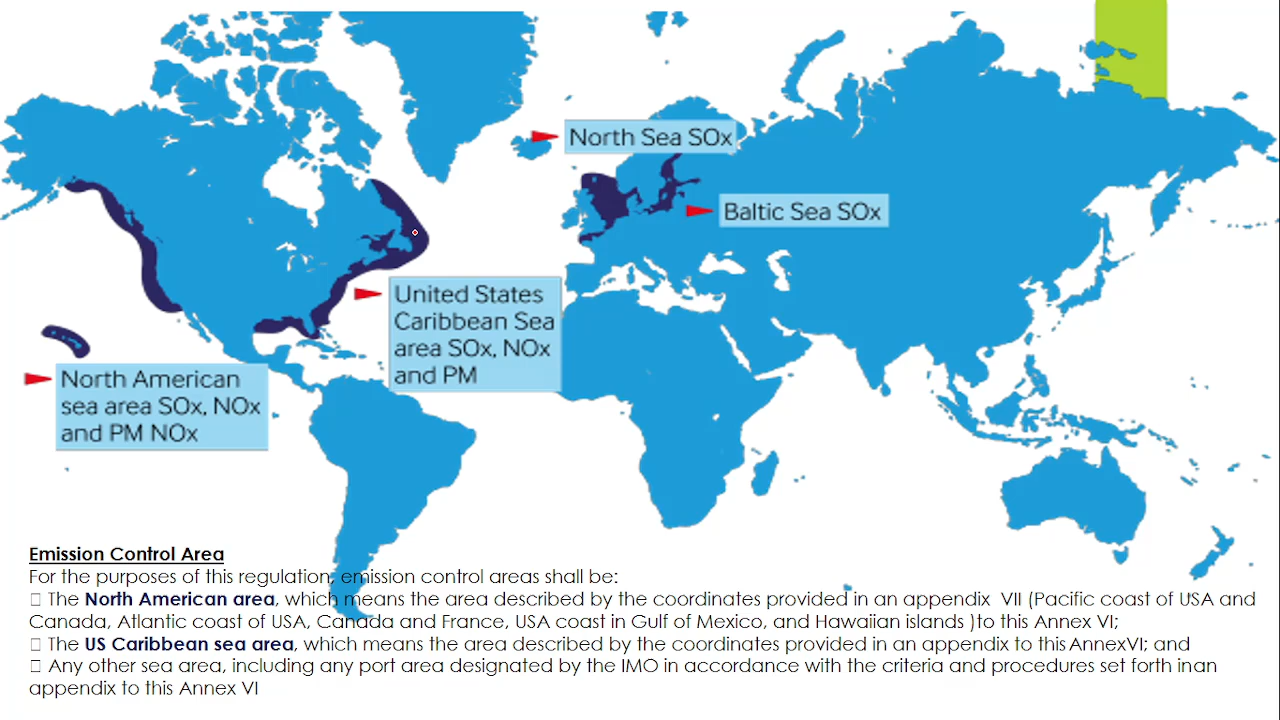 North Sea SOx
Baltic Sea SOx
United States
Caribbean Sea
area SOx, NOx
and PM
North American
sea area SOx, NOx
and PM NOx
Emission Control Area
For the purposes of this regulation, emission control areas shall be:
□ The North American area, which means the area described by the coordinates provided in an appendix VII (Pacific coast of USA and
Canada, Atlantic coast of USA, Canada and France, USA coast in Gulf of Mexico, and Hawaiian islands )to this Annex VI;
□ The US Caribbean sea area, which means the area described by the coordinates provided in an appendix to this AnnexVI; and
□ Any other sea area, including any port area designated by the IMO in accordance with the criteria and procedures set forth inan
appendix to this Annex VI